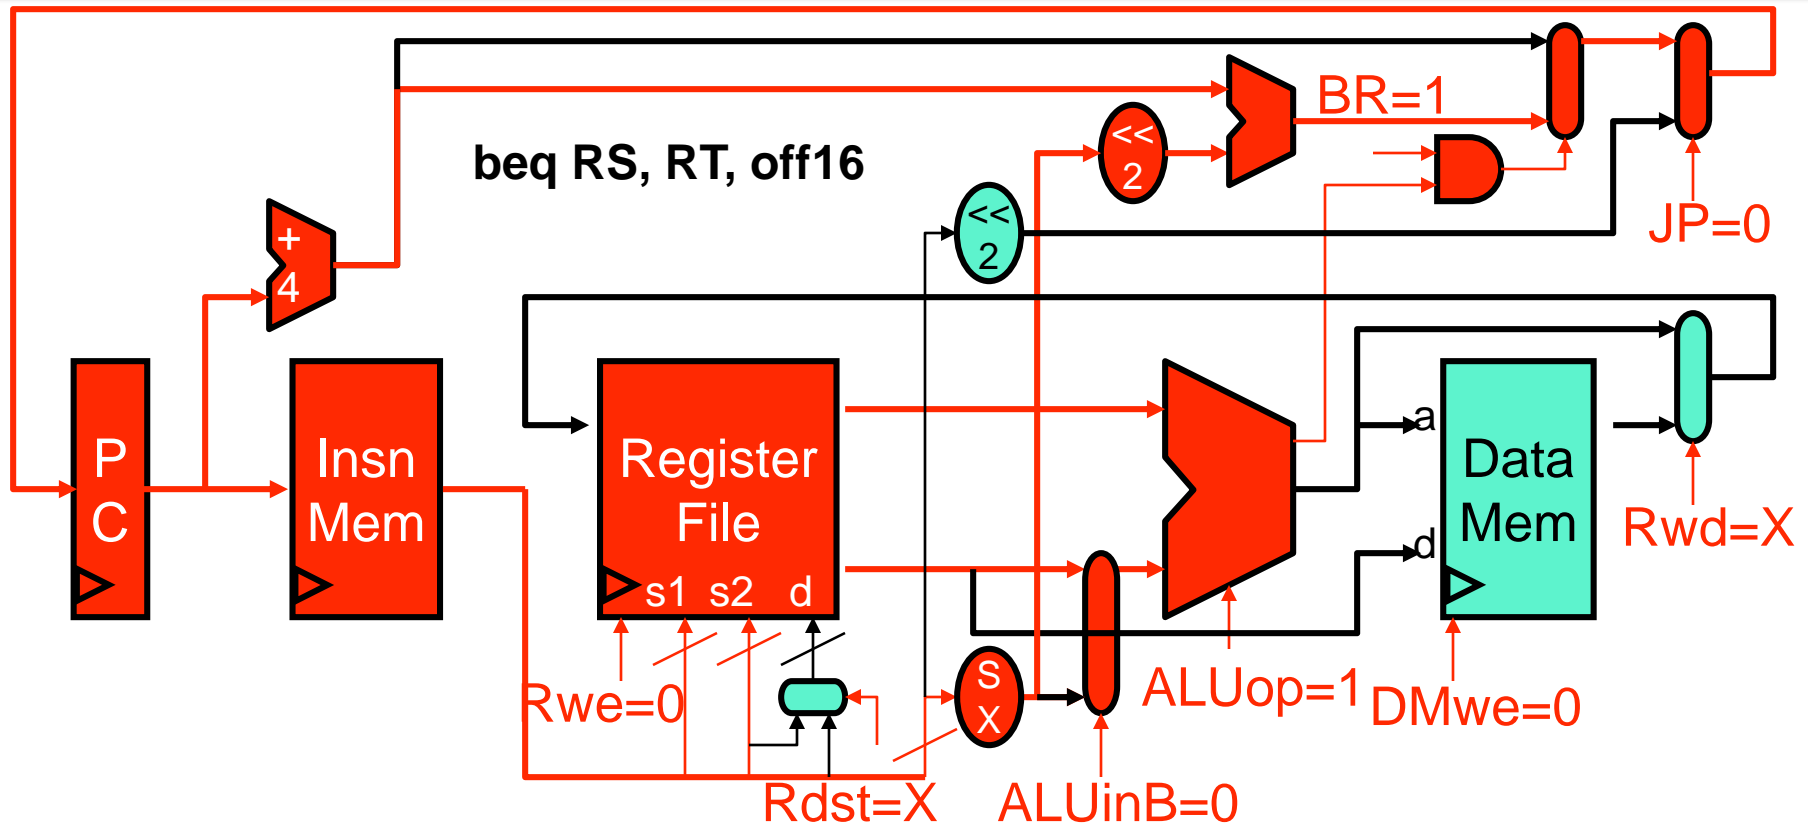 BR=1
<<
2
beq RS, RT, off16
<<
2
JP=0
+
4
P
C
Insn
Mem
Register
File
s1 s2 d
a
d
Data
Mem
Rwd=X
S
X
Rwe=0
ALUop=1
DMwe=0
Rdst=X
ALUinB=0